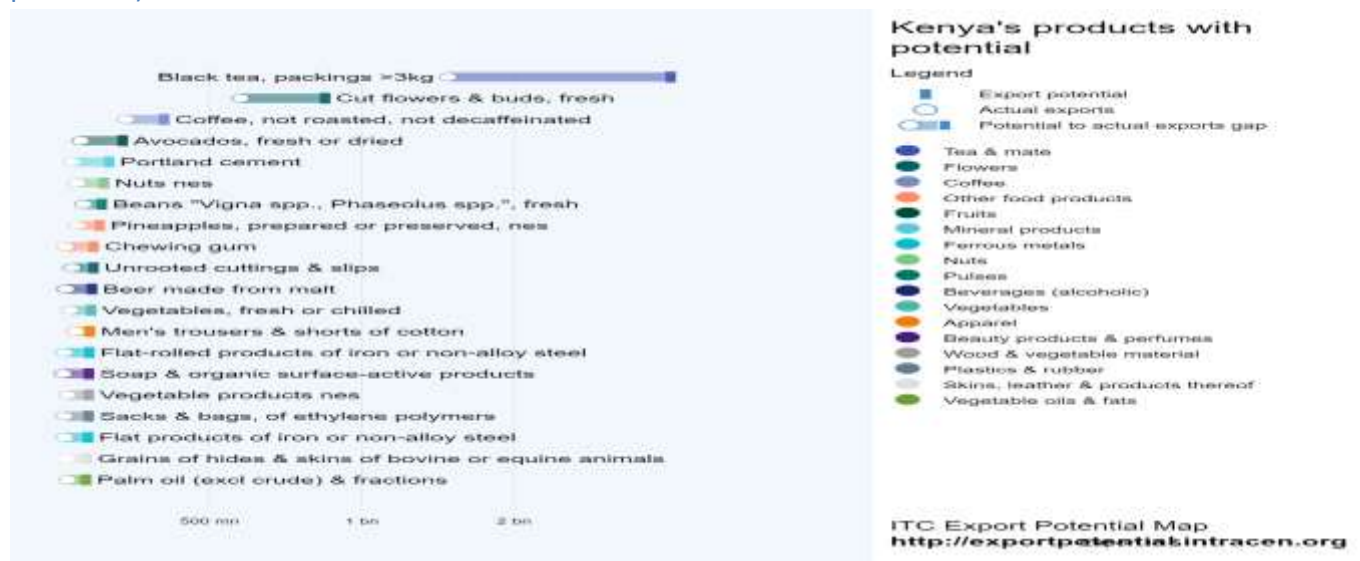 Black tea, packings >3kg
Cut flowers & buds, fresh
Coffee, not roasted, not decaffeinated
Avocados, fresh or dried
Portland cement
Nuts nes
Beans "Vigna spp., Phaseolus spp.", fresh
Pineapples, prepared or preserved, nes
Chewing gum
Unrooted cuttings & slips
Beer made from malt
Vegetables, fresh or chilled
Men's trousers & shorts of cotton
Flat-rolled products of iron or non-alloy steel
Soap & organic surface-active products
Vegetable products nes
Sacks & bags, of ethylene polymers
Flat products of iron or non-alloy steel
Grains of hides & skins of bovine or equine animals
Palm oil (excl crude) & fractions
500 mn 1 bn 2 bn
Kenya's products with
potential
Legend
Export potential
Actual exports
Potential to actual exports gap
Tea & mate
Flowers
Coffee
Other food products
Fruits
Mineral products
Ferrous metals
Nuts
Pulses
Beverages (alcoholic)
Vegetables
Apparel
Beauty products & perfumes
Wood & vegetable material
Plastics & rubber
Skins, leather & products thereof
Vegetable oils & fats
ITC Export Potential Map